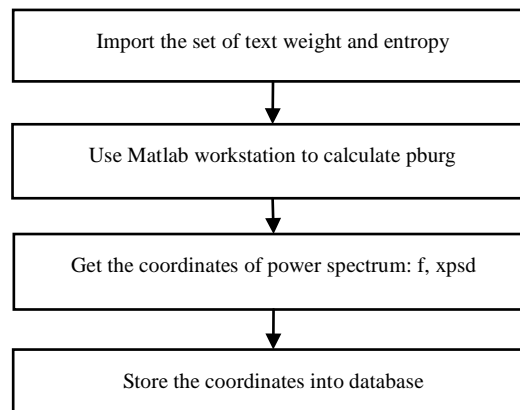 Import the set of text weight and entropy
Use Matlab workstation to calculate pburg
Get the coordinates of power spectrum: f, xpsd
Store the coordinates into database